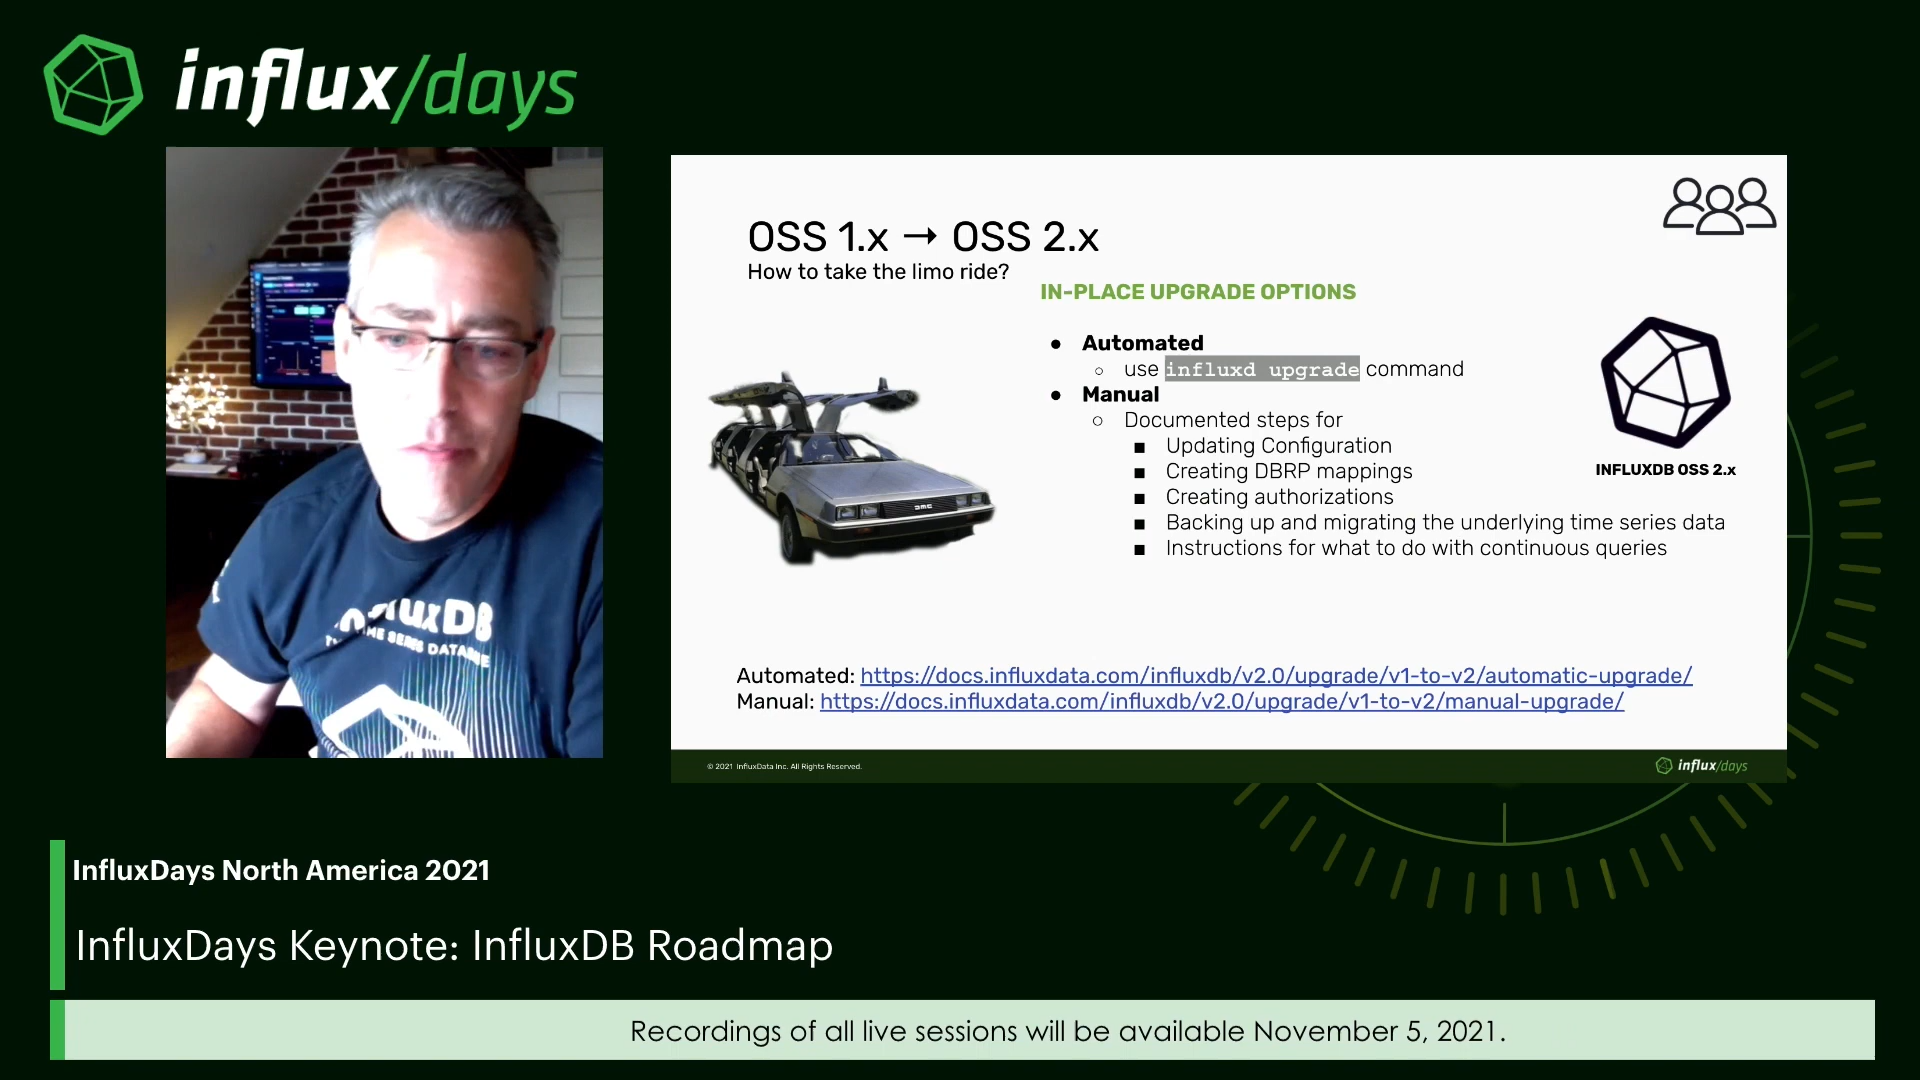 influx/days
OSS 1.x → OSS 2.x
How to take the limo ride?
IN-PLACE UPGRADE OPTIONS
● Automated
○ use influxd upgrade command
● Manual
○ Documented steps for
■ Updating Configuration
■ Creating DBRP mappings
■ Creating authorizations
■ Backing up and migrating the underlying time series data
■ Instructions for what to do with continuous queries
INFLUXDB OSS 2.x
DMC
Automated: https://docs.influxdata.com/influxdb/v2.0/upgrade/v1-to-v2/automatic-upgrade/
Manual: https://docs.influxdata.com/influxdb/v2.0/upgrade/v1-to-v2/manual-upgrade/
© 2021 InfluxData Inc. All Rights Reserved.
influx/days
InfluxDB
TIME SERIES DATABASE
InfluxDays North America 2021
InfluxDays Keynote: InfluxDB Roadmap
Recordings of all live sessions will be available November 5, 2021.